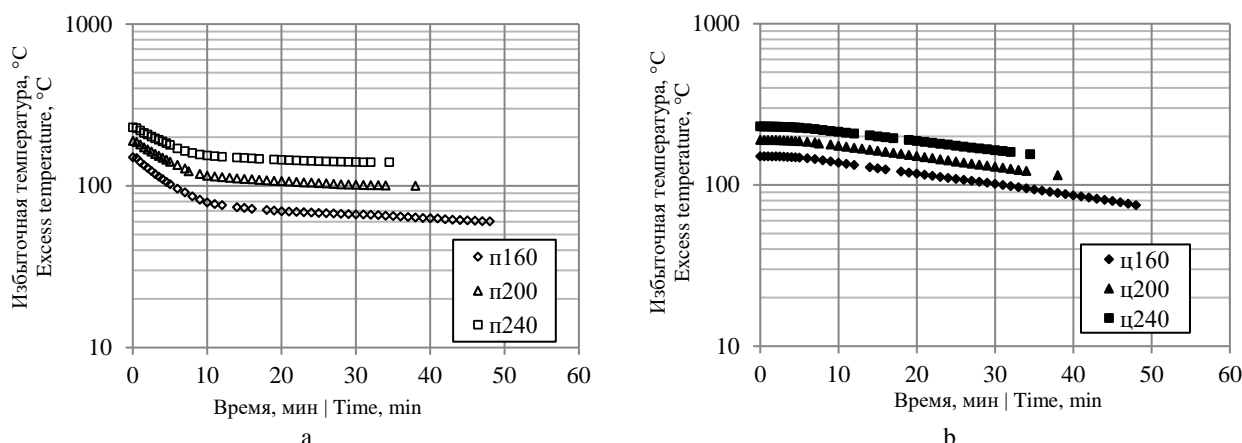 Избыточная температура, °C
Excess temperature, °C
1000
100
10
0
10
20
30
40
50
60
п160
п200
п240
Время, мин | Time, min
а
Избыточная температура, °C
Excess temperature, °C
1000
100
10
0
10
20
30
40
50
60
ц160
ц200
ц240
Время, мин | Time, min
b